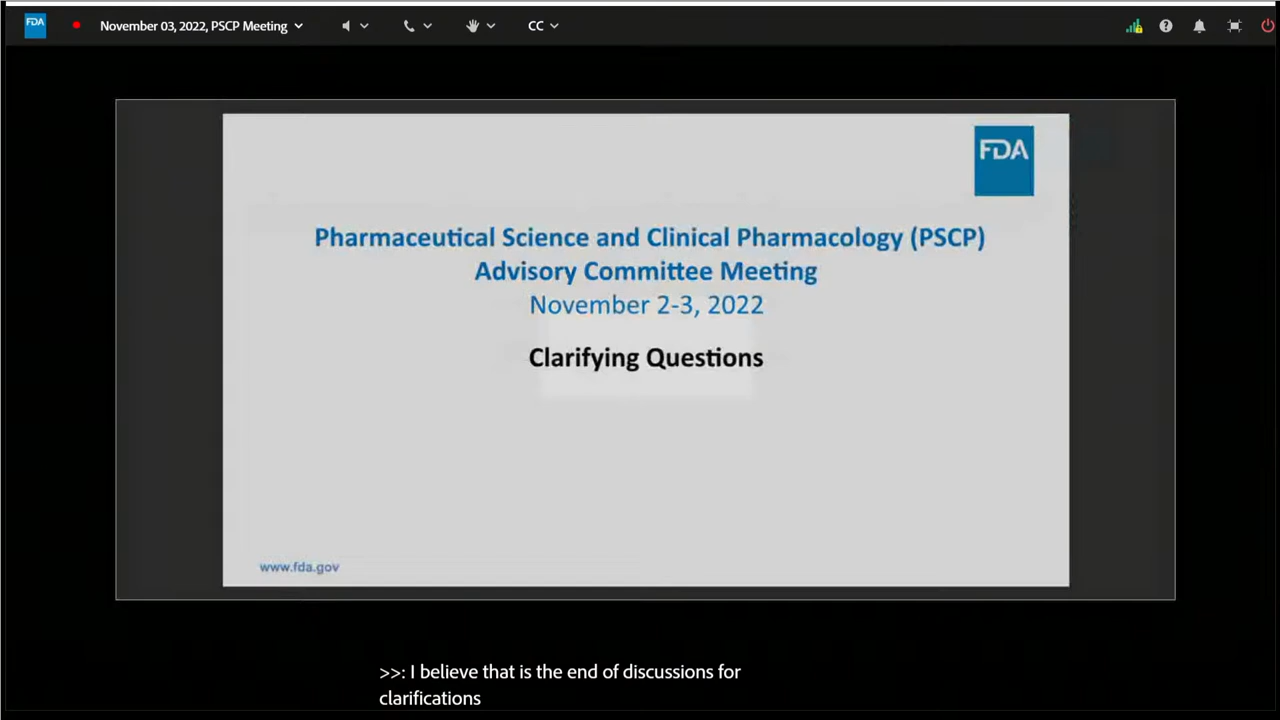 FDA
November 03, 2022, PSCP Meeting
CC
FDA
Pharmaceutical Science and Clinical Pharmacology (PSCP)
Advisory Committee Meeting
November 2-3, 2022
Clarifying Questions
www.fda.gov
>>: I believe that is the end of discussions for
clarifications